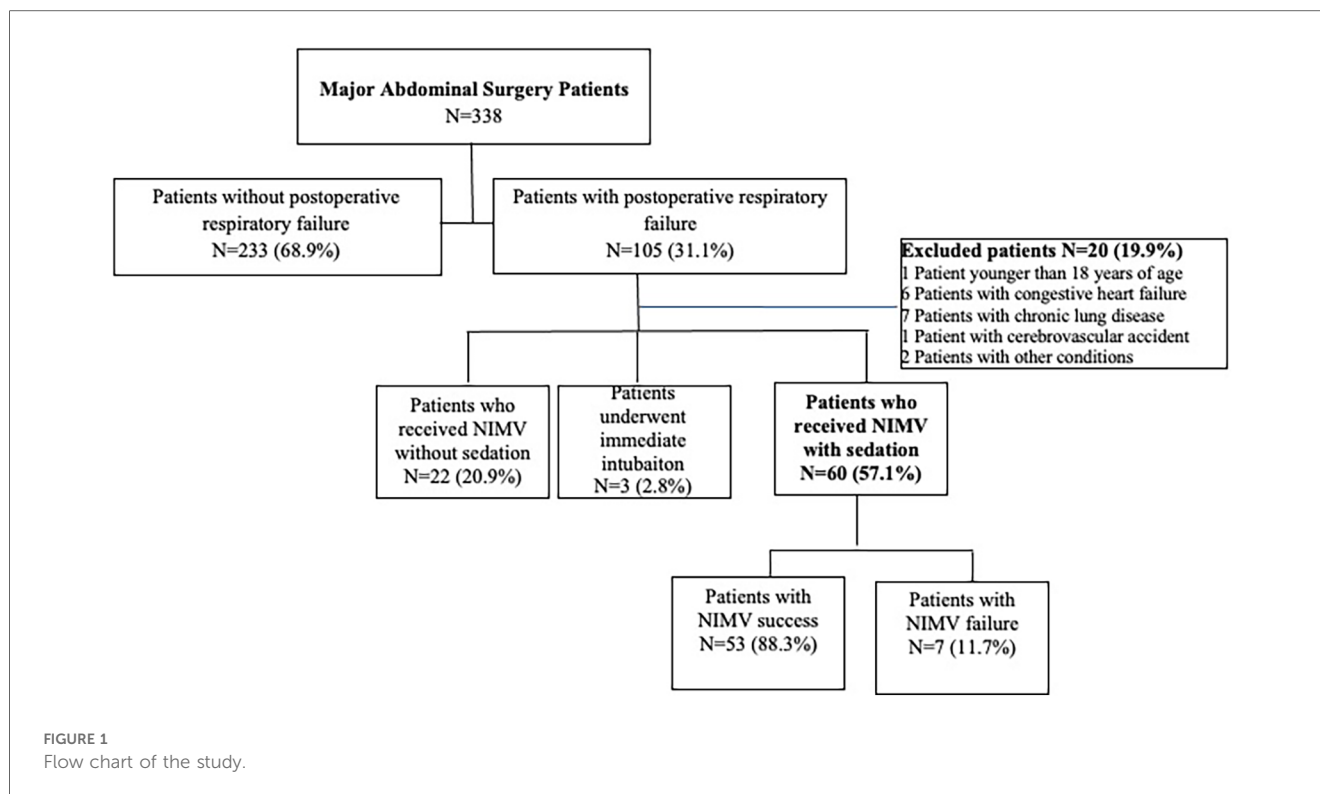 Major Abdominal Surgery Patients
N=338
Patients without postoperative
respiratory failure
N=233 (68.9%)
Patients with postoperative respiratory
failure
N=105 (31.1%)
Excluded patients N=20 (19.9%)
1 Patient younger than 18 years of age
6 Patients with congestive heart failure
7 Patients with chronic lung disease
1 Patient with cerebrovascular accident
2 Patients with other conditions
Patients who
received NIMV
without sedation
N=22 (20.9%)
Patients
underwent
immediate
intubaiton
N=3 (2.8%)
Patients who
received NIMV
with sedation
N=60 (57.1%)
Patients with
NIMV success
N=53 (88.3%)
Patients with
NIMV failure
N=7 (11.7%)
FIGURE 1
Flow chart of the study.